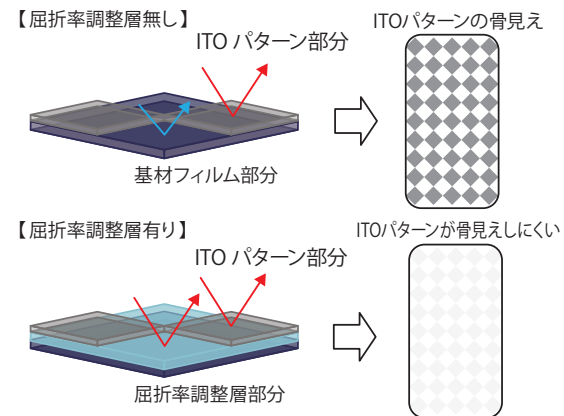 【屈折率調整層無し】
ITOパターンの骨見え
ITO パターン部分
基材フィルム部分
【屈折率調整層有り】
ITOパターンが骨見えしにくい
ITO パターン部分
屈折率調整層部分